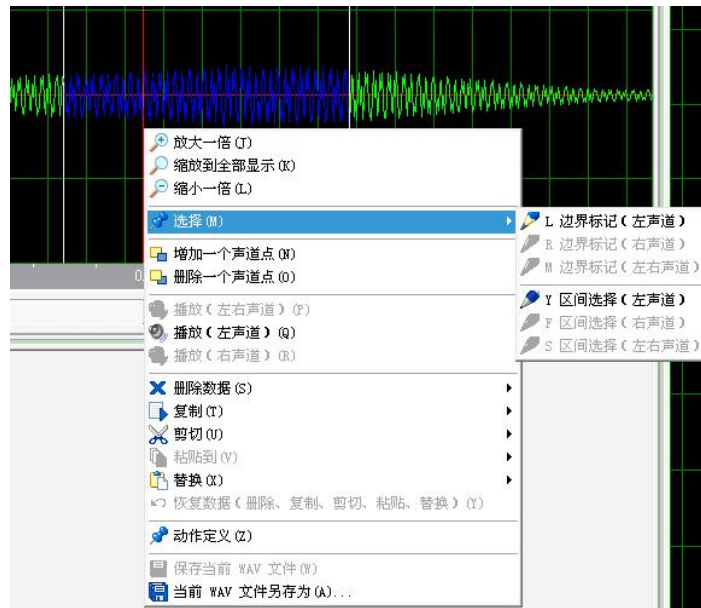 放大一倍(J)
缩放到全部显示(K)
缩小一倍(L)
选择(M)
L 边界标记(左声道)
R 边界标记(右声道)
M 边界标记(左右声道)
Y 区间选择(左声道)
F 区间选择(右声道)
S 区间选择(左右声道)
增加一个声道点(N)
删除一个声道点(O)
播放(左右声道)(P)
播放(左声道)(Q)
播放(右声道)(R)
删除数据(S)
复制(T)
剪切(U)
粘贴到(V)
替换(X)
恢复数据(删除、复制、剪切、粘贴、替换)(Y)
动作定义(Z)
保存当前 WAV 文件(W)
当前 WAV 文件另存为(A)...